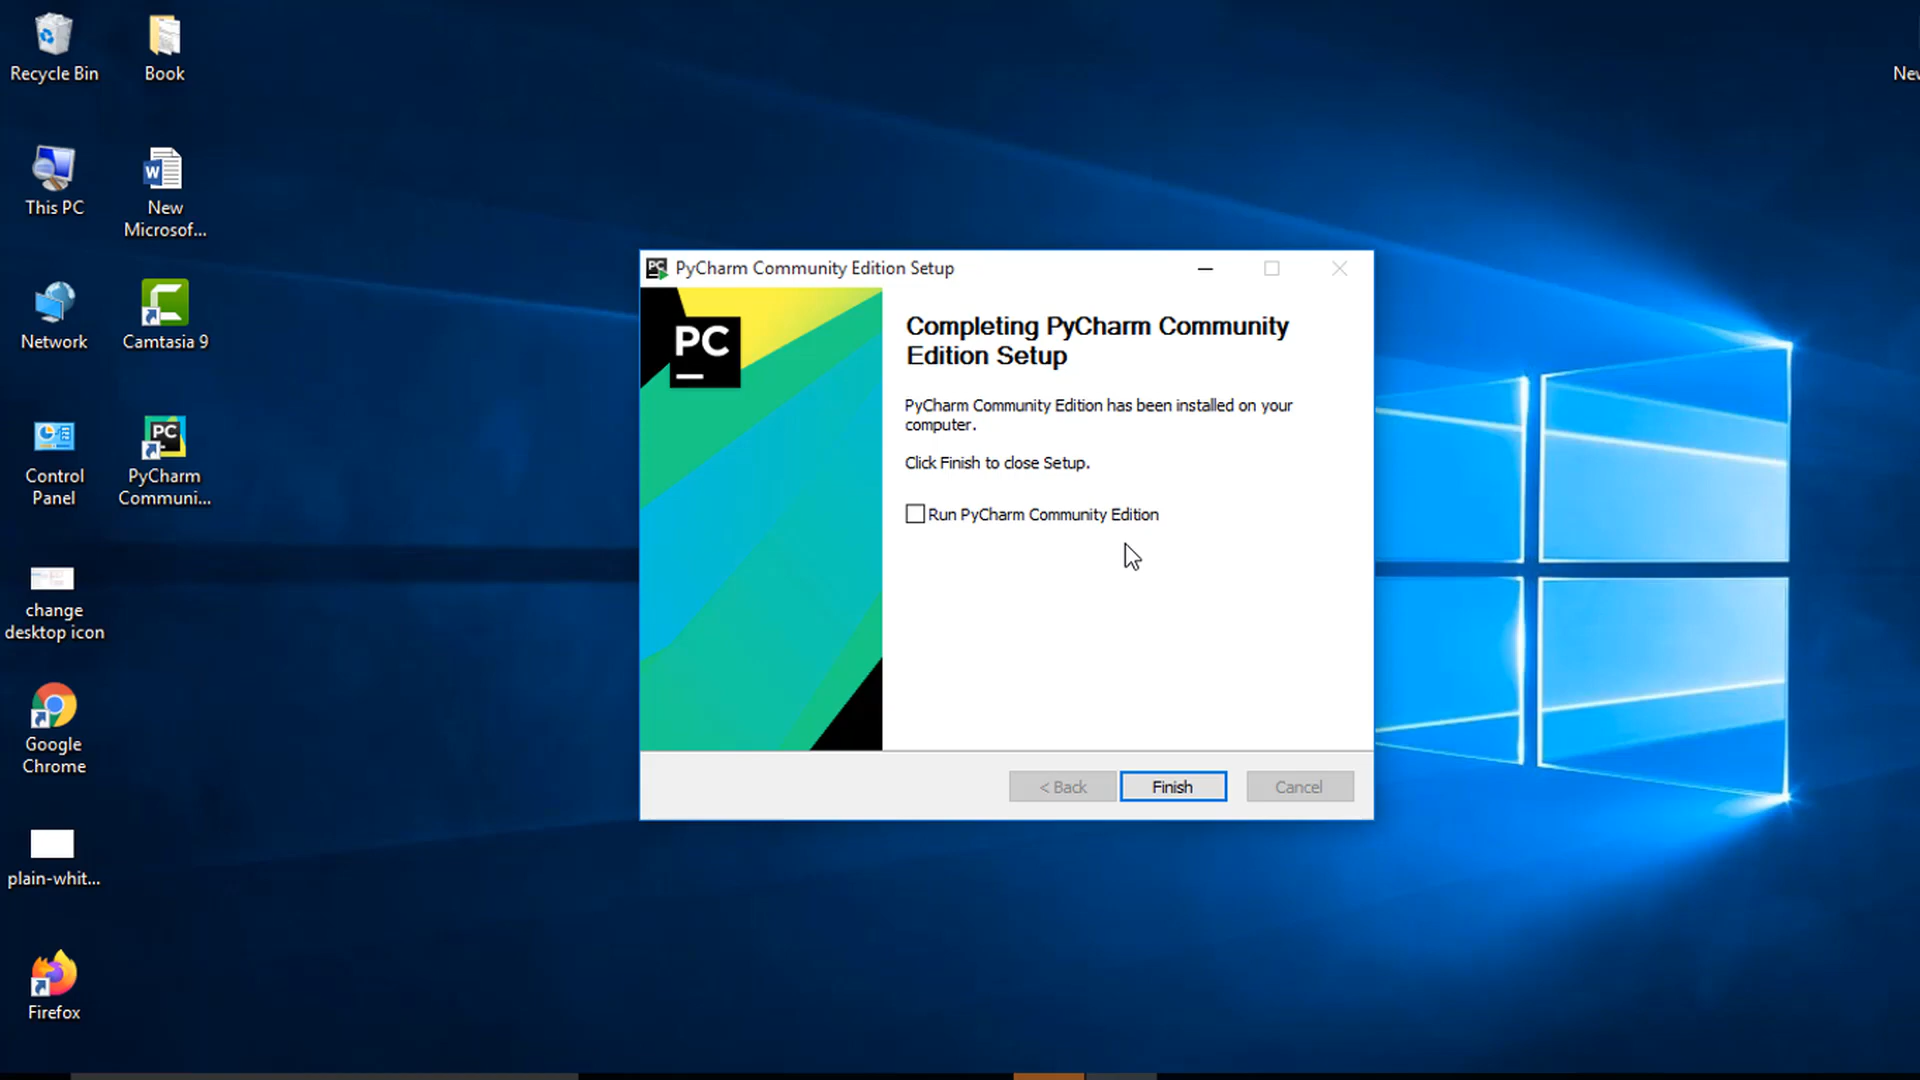 Recycle Bin
Book
New
This PC
New
Microsof...
Network
Camtasia 9
Control
Panel
PyCharm
Communi...
change
desktop icon
Google
Chrome
plain-whit...
Firefox
PyCharm Community Edition Setup
PC
Completing PyCharm Community
Edition Setup
PyCharm Community Edition has been installed on your
computer.
Click Finish to close Setup.
Run PyCharm Community Edition
< Back
Finish
Cancel